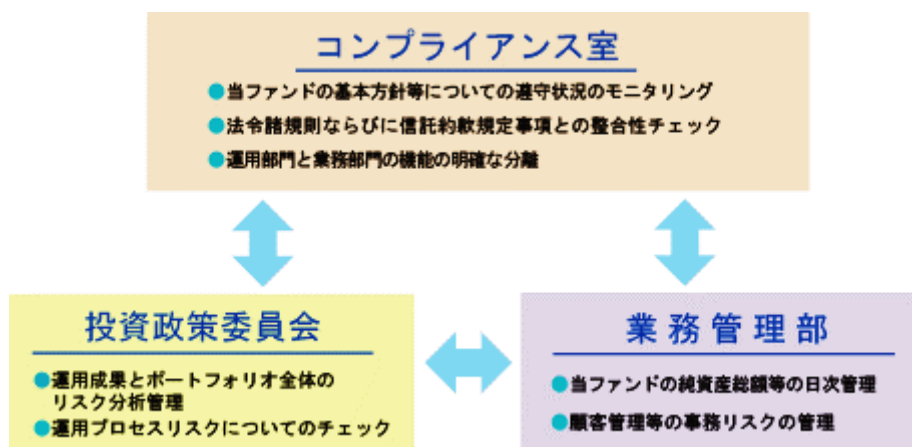 コンプライアンス室
●当ファンドの基本方針等についての遵守状況のモニタリング
●法令諸規則ならびに信託約款規定事項との整合性チェック
●運用部門と業務部門の機能の明確な分離
投資政策委員会
●運用成果とポートフォリオ全体の
リスク分析管理
●運用プロセスリスクについてのチェック
業務管理部
●当ファンドの純資産総額等の日次管理
●顧客管理等の事務リスクの管理